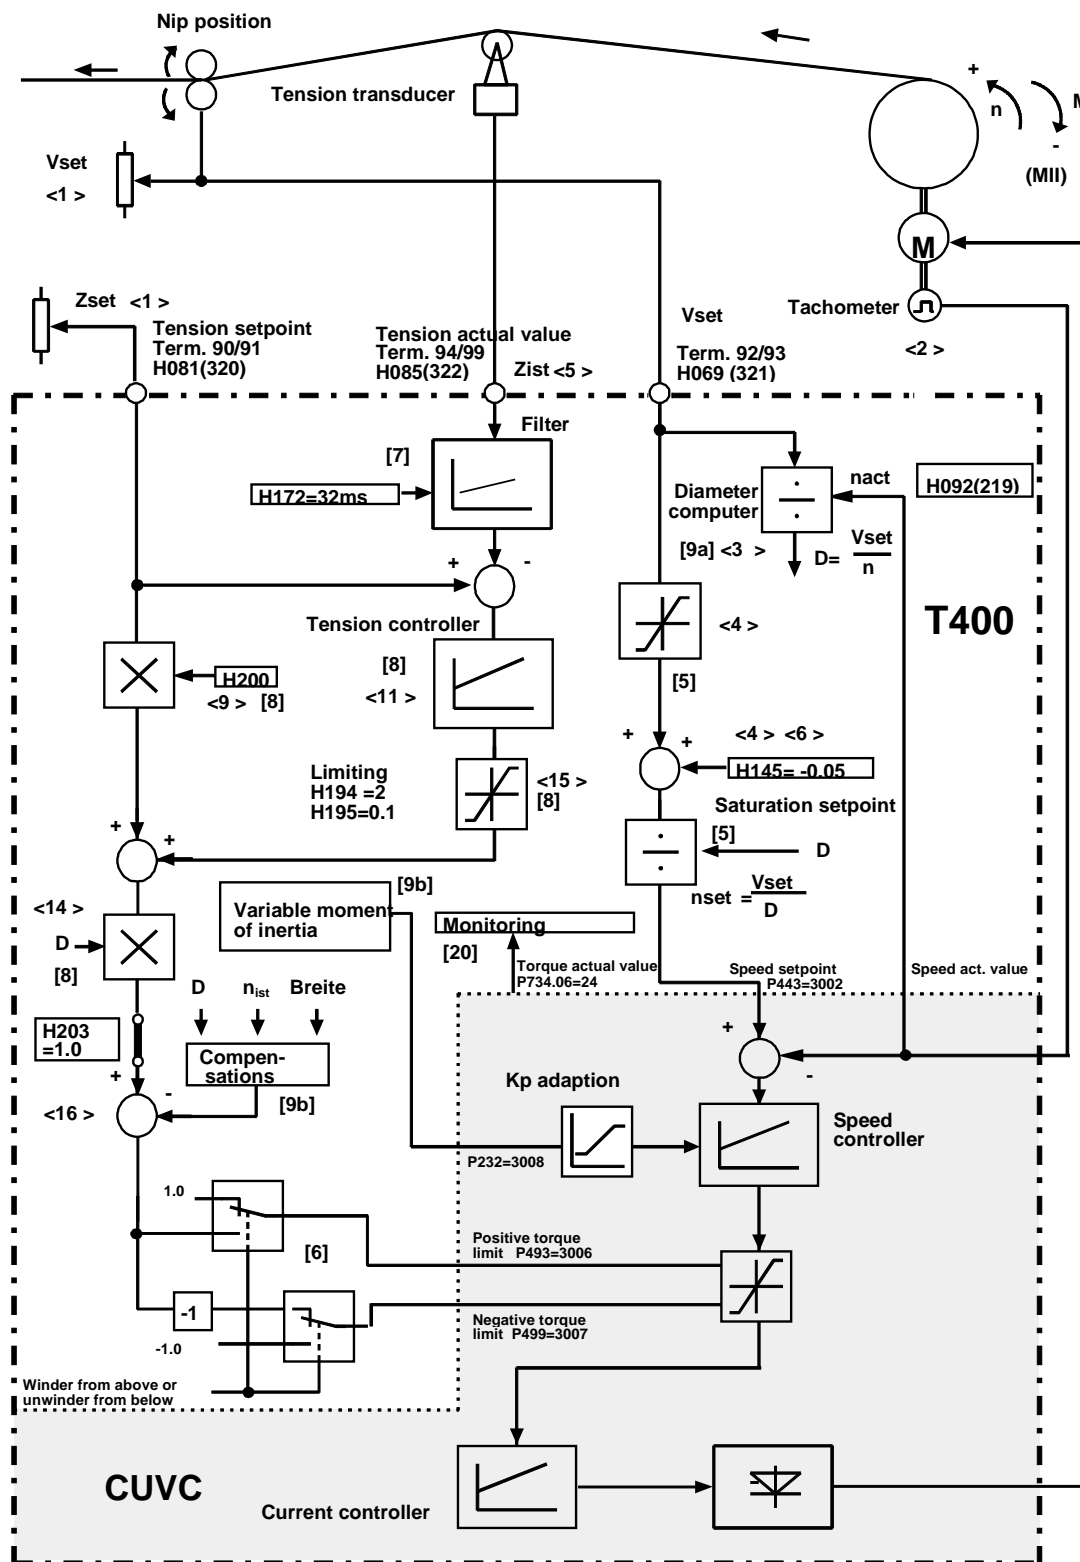 Nip position
Tension transducer
+
n
M
-
(MII)
Vset
<1 >
M
Zset <1 >
Tachometer
<2 >
Tension setpoint
Term. 90/91
H081(320)
Tension actual value
Term. 94/99
H085(322)
Zist <5 >
Vset
Term. 92/93
H069 (321)
Filter
[7]
H172=32ms
Diameter
computer
nact
H092(219)
[9a] <3 >
D= Vset
n
+
-
Tension controller
<4 >
T400
[8]
<11 >
H200
<9 > [8]
[5]
+
+
<4 > <6 >
H145= -0.05
Limiting
H194 =2
H195=0.1
<15 >
[8]
Saturation setpoint
[5]
D
+
+
nset = Vset
D
[9b]
Variable moment
of inertia
<14 >
D
[8]
Monitoring
[20]
Torque actual value
P734.06=24
Speed setpoint
P443=3002
Speed act. value
D
nist
Breite
H203
=1.0
Compen-
sations
[9b]
+
-
<16 >
+
-
Kp adaption
Speed
controller
P232=3008
1.0
[6]
Positive torque
limit P493=3006
-1
Negative torque
limit P499=3007
-1.0
Winder from above or
unwinder from below
CUVC
Current controller